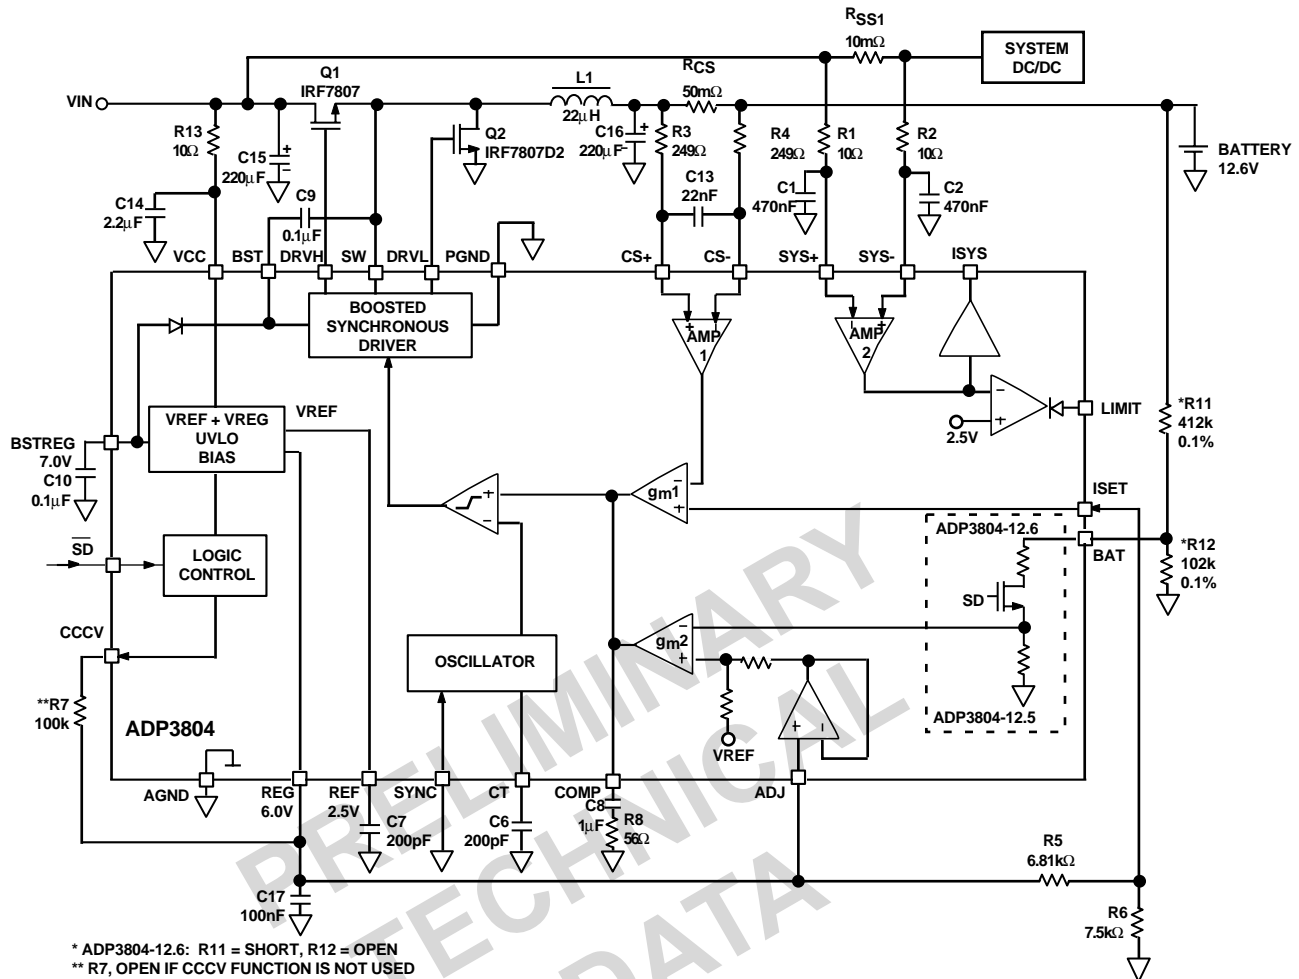 RSS1
10mΩ
SYSTEM
DC/DC
Q1
IRF7807
L1
22μH
RCS
50mΩ
VIN
R13
10Ω
C15
220μF
+
−
Q2
IRF7807D2
C16
220μF
+
−
R3
249Ω
R4
249Ω
R1
10Ω
R2
10Ω
BATTERY
12.6V
C14
2.2μF
C9
0.1μF
C13
22nF
C1
470nF
C2
470nF
VCC
BST
DRVH
SW
DRVL
PGND
CS+
CS-
SYS+
SYS-
ISYS
BOOSTED
SYNCHRONOUS
DRIVER
+ −
AMP
1
− +
AMP
2
−
+
2.5V
LIMIT
*R11
412k
0.1%
VREF + VREG
UVLO
BIAS
VREF
BSTREG
7.0V
C10
0.1μF
+
−
gm1
−
+
ISET
SD
LOGIC
CONTROL
ADP3804-12.6
BAT
*R12
102k
0.1%
SD
CCCV
OSCILLATOR
gm2
−
+
**R7
100k
ADP3804
VREF
+ −
ADP3804-12.5
AGND
REG
6.0V
REF
2.5V
SYNC
CT
COMP
ADJ
C7
200pF
C6
200pF
C8
1μF
R8
56Ω
R5
6.81kΩ
C17
100nF
R6
7.5kΩ
PRELIMINARY
TECHNICAL
DATA
* ADP3804-12.6: R11 = SHORT, R12 = OPEN
** R7, OPEN IF CCCV FUNCTION IS NOT USED